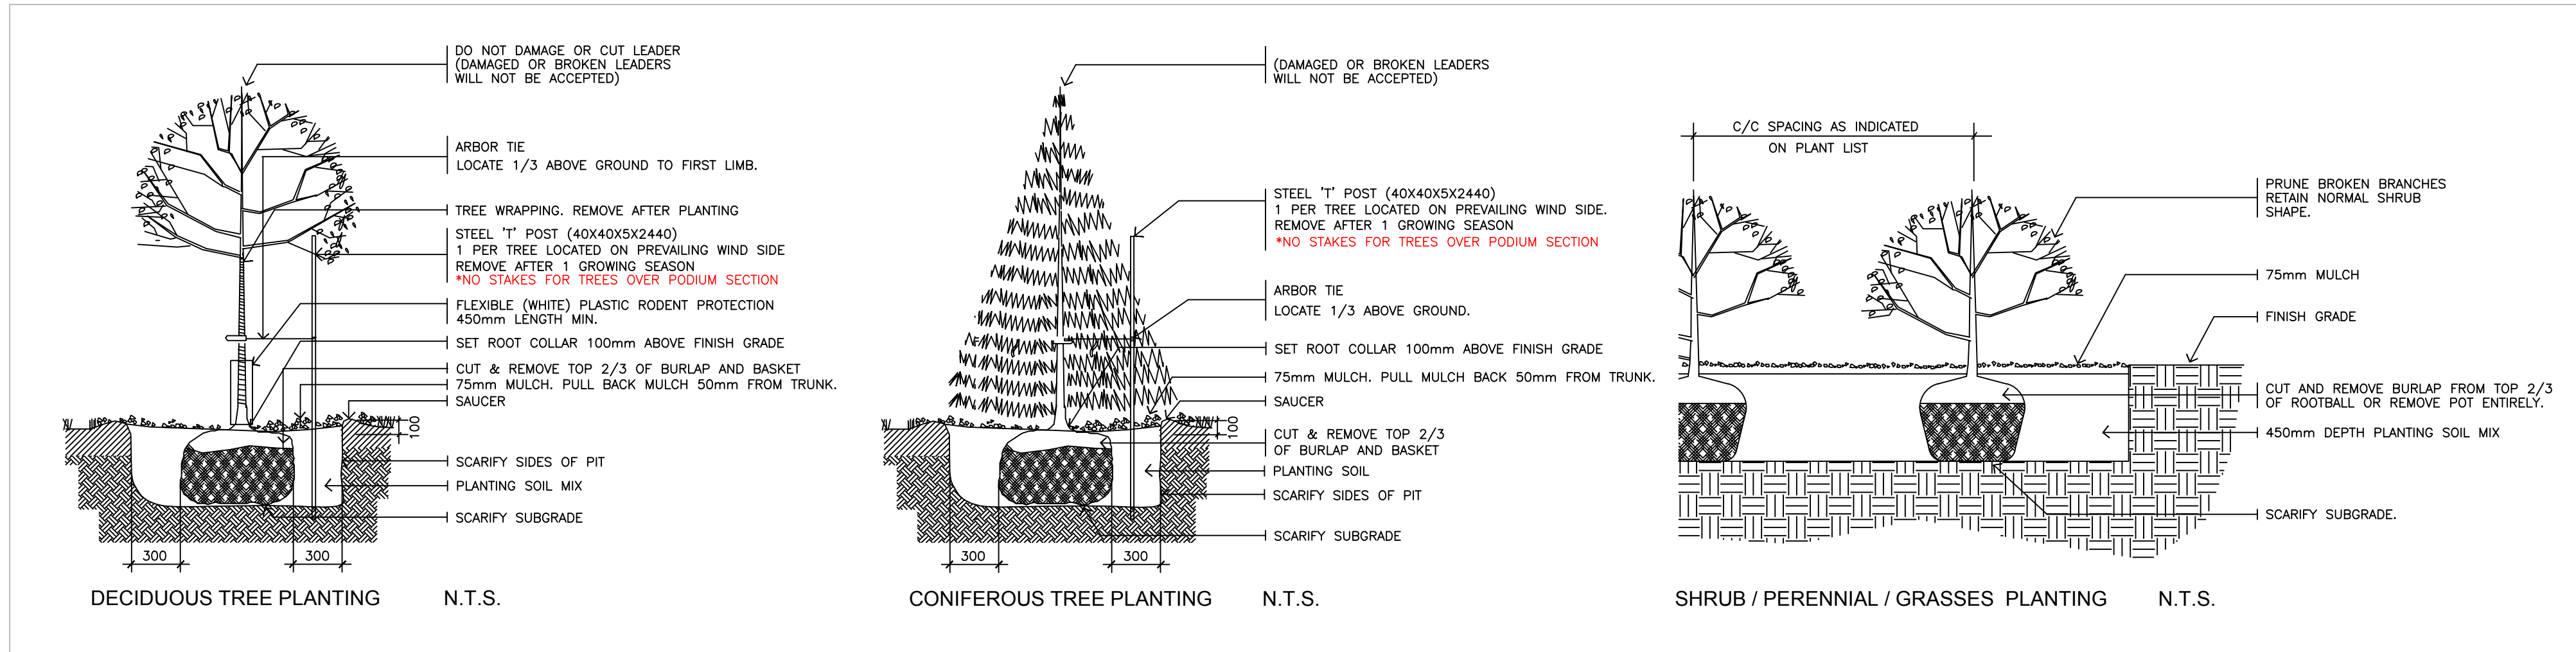 DO NOT DAMAGE OR CUT LEADER
(DAMAGED OR BROKEN LEADERS
WILL NOT BE ACCEPTED)
ARBOR TIE
LOCATE 1/3 ABOVE GROUND TO FIRST LIMB.
TREE WRAPPING. REMOVE AFTER PLANTING
STEEL 'T' POST (40X40X5X2440)
1 PER TREE LOCATED ON PREVAILING WIND SIDE
REMOVE AFTER 1 GROWING SEASON
*NO STAKES FOR TREES OVER PODIUM SECTION
FLEXIBLE (WHITE) PLASTIC RODENT PROTECTION
450mm LENGTH MIN.
SET ROOT COLLAR 100mm ABOVE FINISH GRADE
CUT & REMOVE TOP 2/3 OF BURLAP AND BASKET
75mm MULCH. PULL BACK MULCH 50mm FROM TRUNK.
SAUCER
100
SCARIFY SIDES OF PIT
PLANTING SOIL MIX
SCARIFY SUBGRADE
300
300
DECIDUOUS TREE PLANTING N.T.S.
(DAMAGED OR BROKEN LEADERS
WILL NOT BE ACCEPTED)
STEEL 'T' POST (40X40X5X2440)
1 PER TREE LOCATED ON PREVAILING WIND SIDE.
REMOVE AFTER 1 GROWING SEASON
*NO STAKES FOR TREES OVER PODIUM SECTION
ARBOR TIE
LOCATE 1/3 ABOVE GROUND.
SET ROOT COLLAR 100mm ABOVE FINISH GRADE
75mm MULCH. PULL MULCH BACK 50mm FROM TRUNK.
SAUCER
100
CUT & REMOVE TOP 2/3
OF BURLAP AND BASKET
PLANTING SOIL
SCARIFY SIDES OF PIT
SCARIFY SUBGRADE
300
300
CONIFEROUS TREE PLANTING N.T.S.
C/C SPACING AS INDICATED
ON PLANT LIST
PRUNE BROKEN BRANCHES
RETAIN NORMAL SHRUB
SHAPE.
75mm MULCH
FINISH GRADE
CUT AND REMOVE BURLAP FROM TOP 2/3
OF ROOTBALL OR REMOVE POT ENTIRELY.
450mm DEPTH PLANTING SOIL MIX
SCARIFY SUBGRADE.
SHRUB / PERENNIAL / GRASSES PLANTING N.T.S.